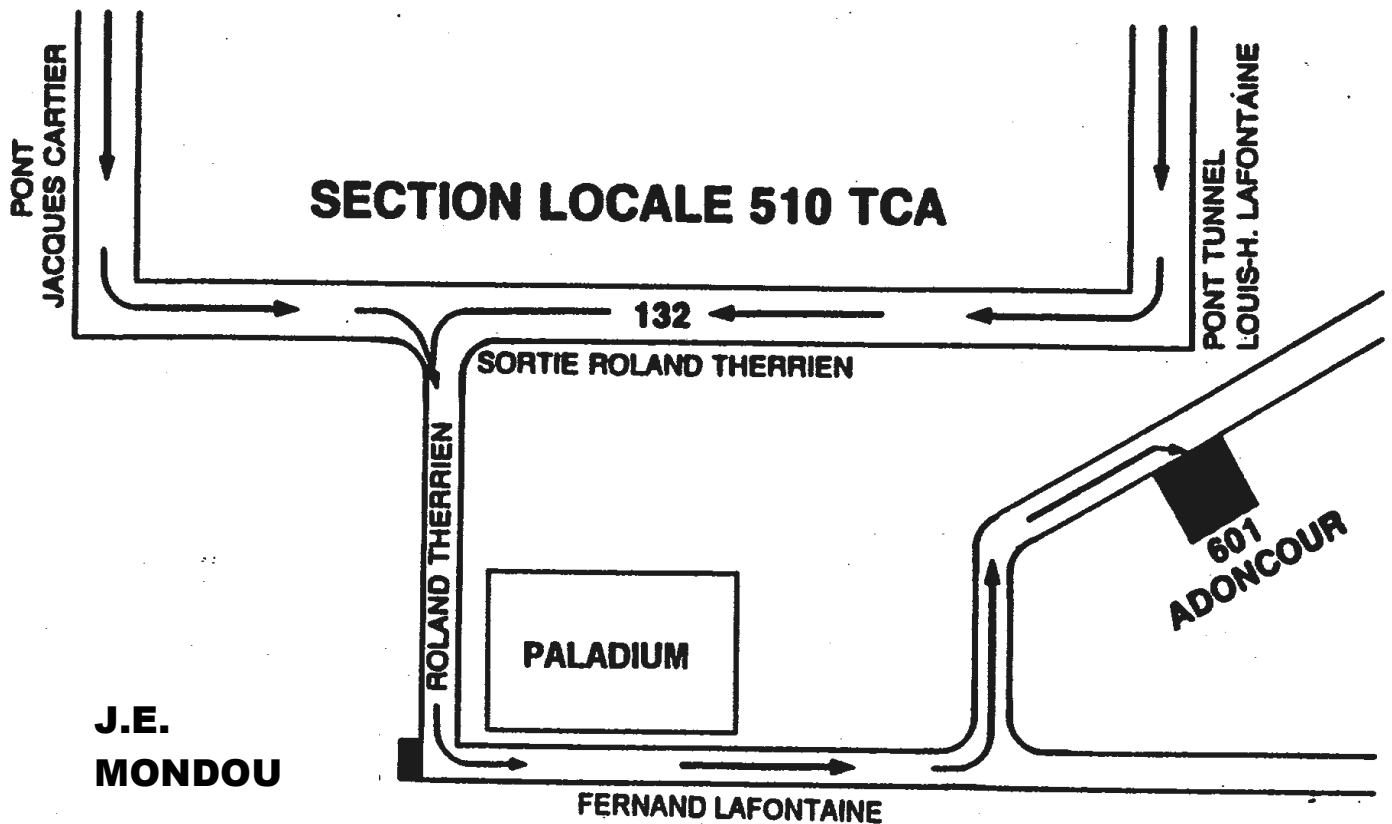 PONT
JACQUES CARTIER
SECTION LOCALE 510 TCA
PONT TUNNEL
LOUIS-H. LAFONTAINE
132
SORTIE ROLAND THERRIEN
ROLAND THERRIEN
601
ADONCOUR
PALADIUM
J.E.
MONDOU
FERNAND LAFONTAINE